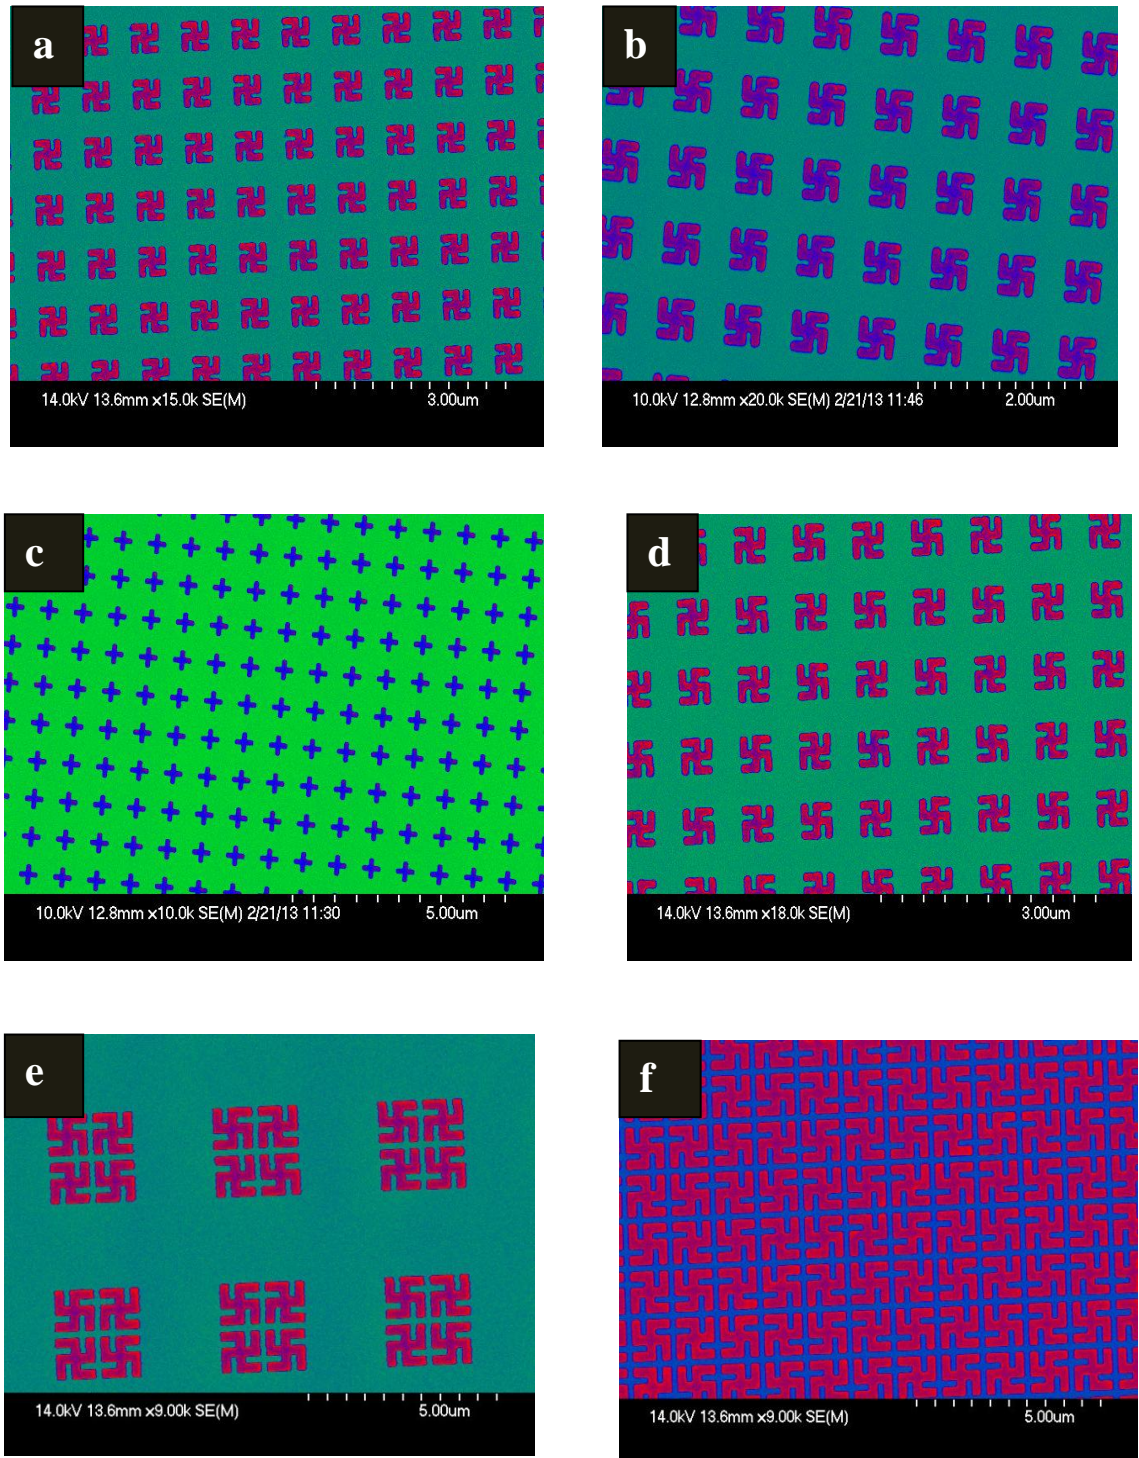 a
b
14.0kV 13.6mm x15.0k SE(M)
3.00um
10.0kV 12.8mm x20.0k SE(M) 2/21/13 11:46
2.00um
c
d
10.0kV 12.8mm x10.0k SE(M) 2/21/13 11:30
5.00um
14.0kV 13.6mm x18.0k SE(M)
3.00um
e
f
14.0kV 13.6mm x9.00k SE(M)
5.00um
14.0kV 13.6mm x9.00k SE(M)
5.00um